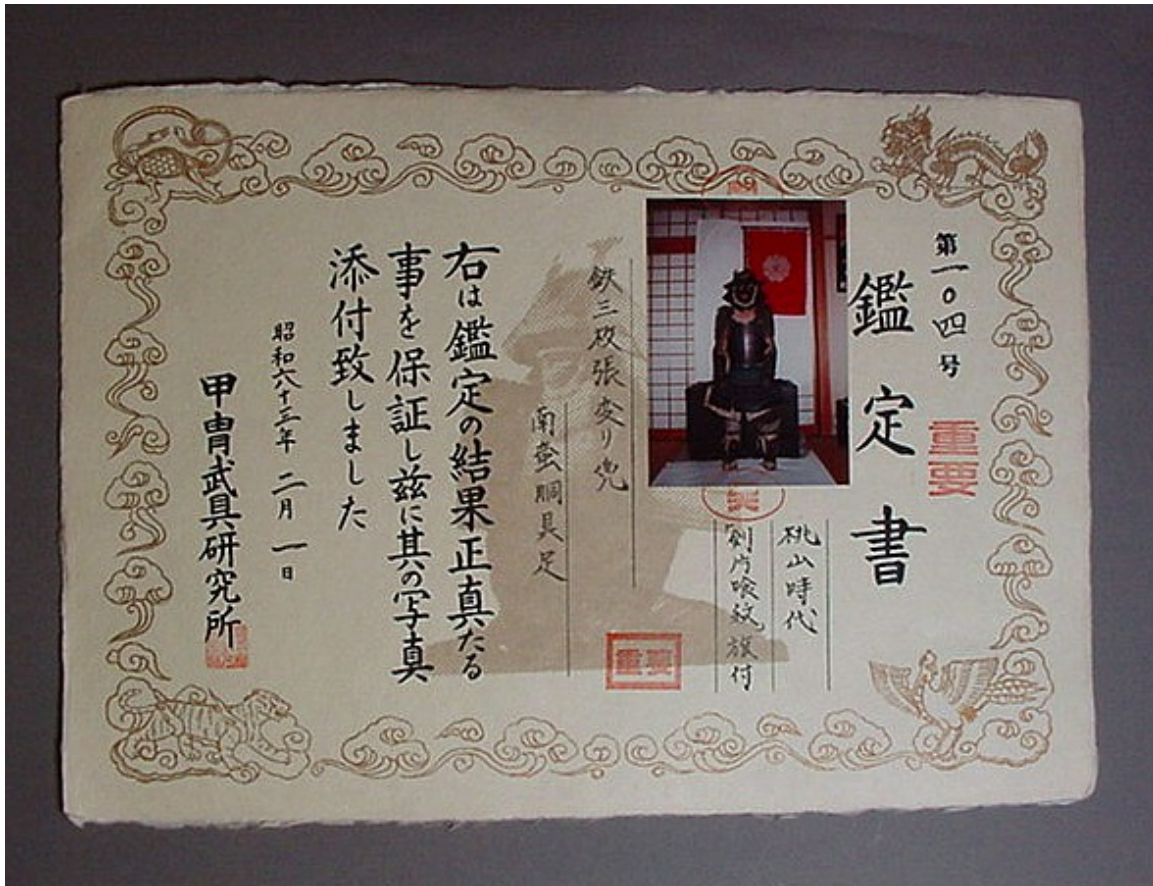 第一〇四号
重要
鑑定書
桃山時代
剣片喰紋旗付
鉄三枚張変り兜
南蛮胴具足
重要
右は鑑定の結果正真たる
事を保証し茲に其の写真
添付致しました
昭和六十三年二月一日
甲冑武具研究所